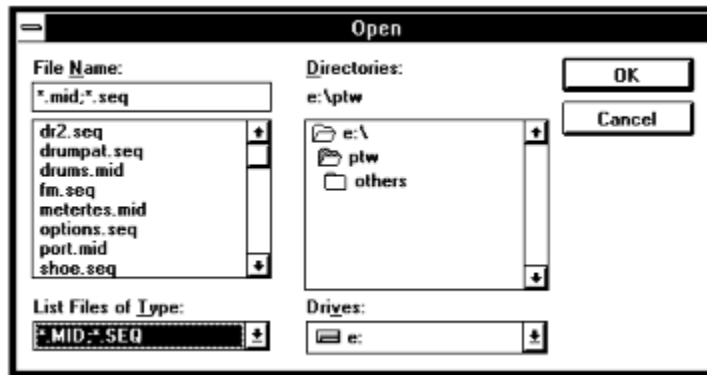 Open
File Name:
*.mid;*.seq
dr2.seq
drumpat.seq
drums.mid
fm.seq
metertes.mid
options.seq
port.mid
shoe.seq
List Files of Type:
*.MID;*.SEQ
Directories:
e:\ptw
e:\
ptw
others
Drives:
e:
OK
Cancel